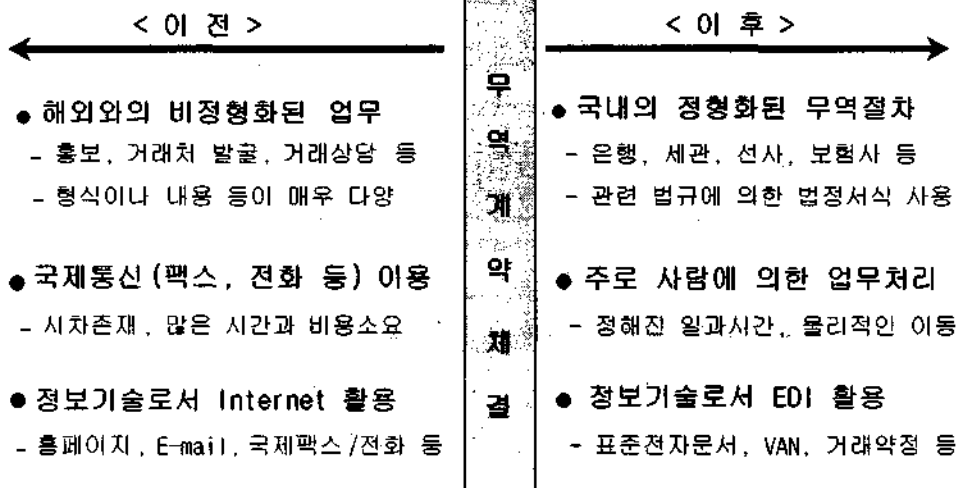 < 이 전 >
● 해외와의 비정형화된 업무
- 홍보, 거래처 발굴, 거래상담 등
- 형식이나 내용 등이 매우 다양
● 국제통신(팩스, 전화 등) 이용
- 시차존재, 많은 시간과 비용소요
● 정보기술로서 Internet 활용
- 홈페이지, E-mail, 국제팩스/전화 등
무
역
계
약
체
결
< 이 후 >
● 국내의 정형화된 무역절차
- 은행, 세관, 선사, 보험사 등
- 관련 법규에 의한 법정서식 사용
● 주로 사람에 의한 업무처리
- 정해진 일과시간, 물리적인 이동
● 정보기술로서 EDI 활용
- 표준전자문서, VAN, 거래약정 등